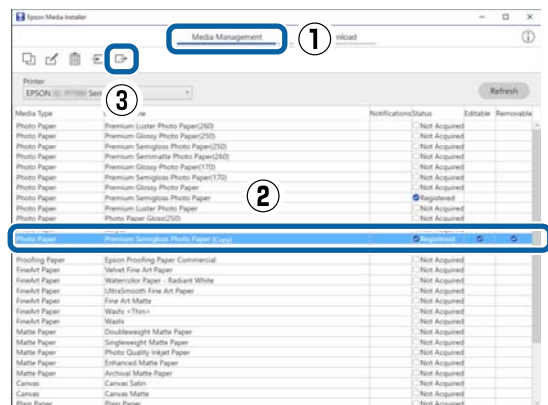 Epson Media Installer
Media Management
nload
①
③
Printer
EPSON
Refresh
Media Type
Notifications Status Editable Removable
Photo Paper Premium Luster Photo Paper(260) Not Acquired
Photo Paper Premium Glossy Photo Paper(250) Not Acquired
Photo Paper Premium Semigloss Photo Paper(250) Not Acquired
Photo Paper Premium Semimatte Photo Paper(260) Not Acquired
Photo Paper Premium Glossy Photo Paper(170) Not Acquired
Photo Paper Premium Semigloss Photo Paper(170) Not Acquired
Photo Paper Premium Glossy Photo Paper Not Acquired
Photo Paper Premium Semigloss Photo Paper Registered
Photo Paper Premium Luster Photo Paper Not Acquired
Photo Paper Photo Paper Gloss(250) Not Acquired
②
Photo Paper Premium Semigloss Photo Paper (Copy) Registered
Proofing Paper Epson Proofing Paper Commercial Not Acquired
FineArt Paper Velvet Fine Art Paper Not Acquired
FineArt Paper Watercolor Paper - Radiant White Not Acquired
FineArt Paper UltraSmooth Fine Art Paper Not Acquired
FineArt Paper Fine Art Matte Not Acquired
FineArt Paper Washi <Thin> Not Acquired
FineArt Paper Washi Not Acquired
Matte Paper Doubleweight Matte Paper Not Acquired
Matte Paper Singleweight Matte Paper Not Acquired
Matte Paper Photo Quality Inkjet Paper Not Acquired
Matte Paper Enhanced Matte Paper Not Acquired
Matte Paper Archival Matte Paper Not Acquired
Canvas Canvas Satin Not Acquired
Canvas Canvas Matte Not Acquired
Plain Paper Plain Paper Not Acquired